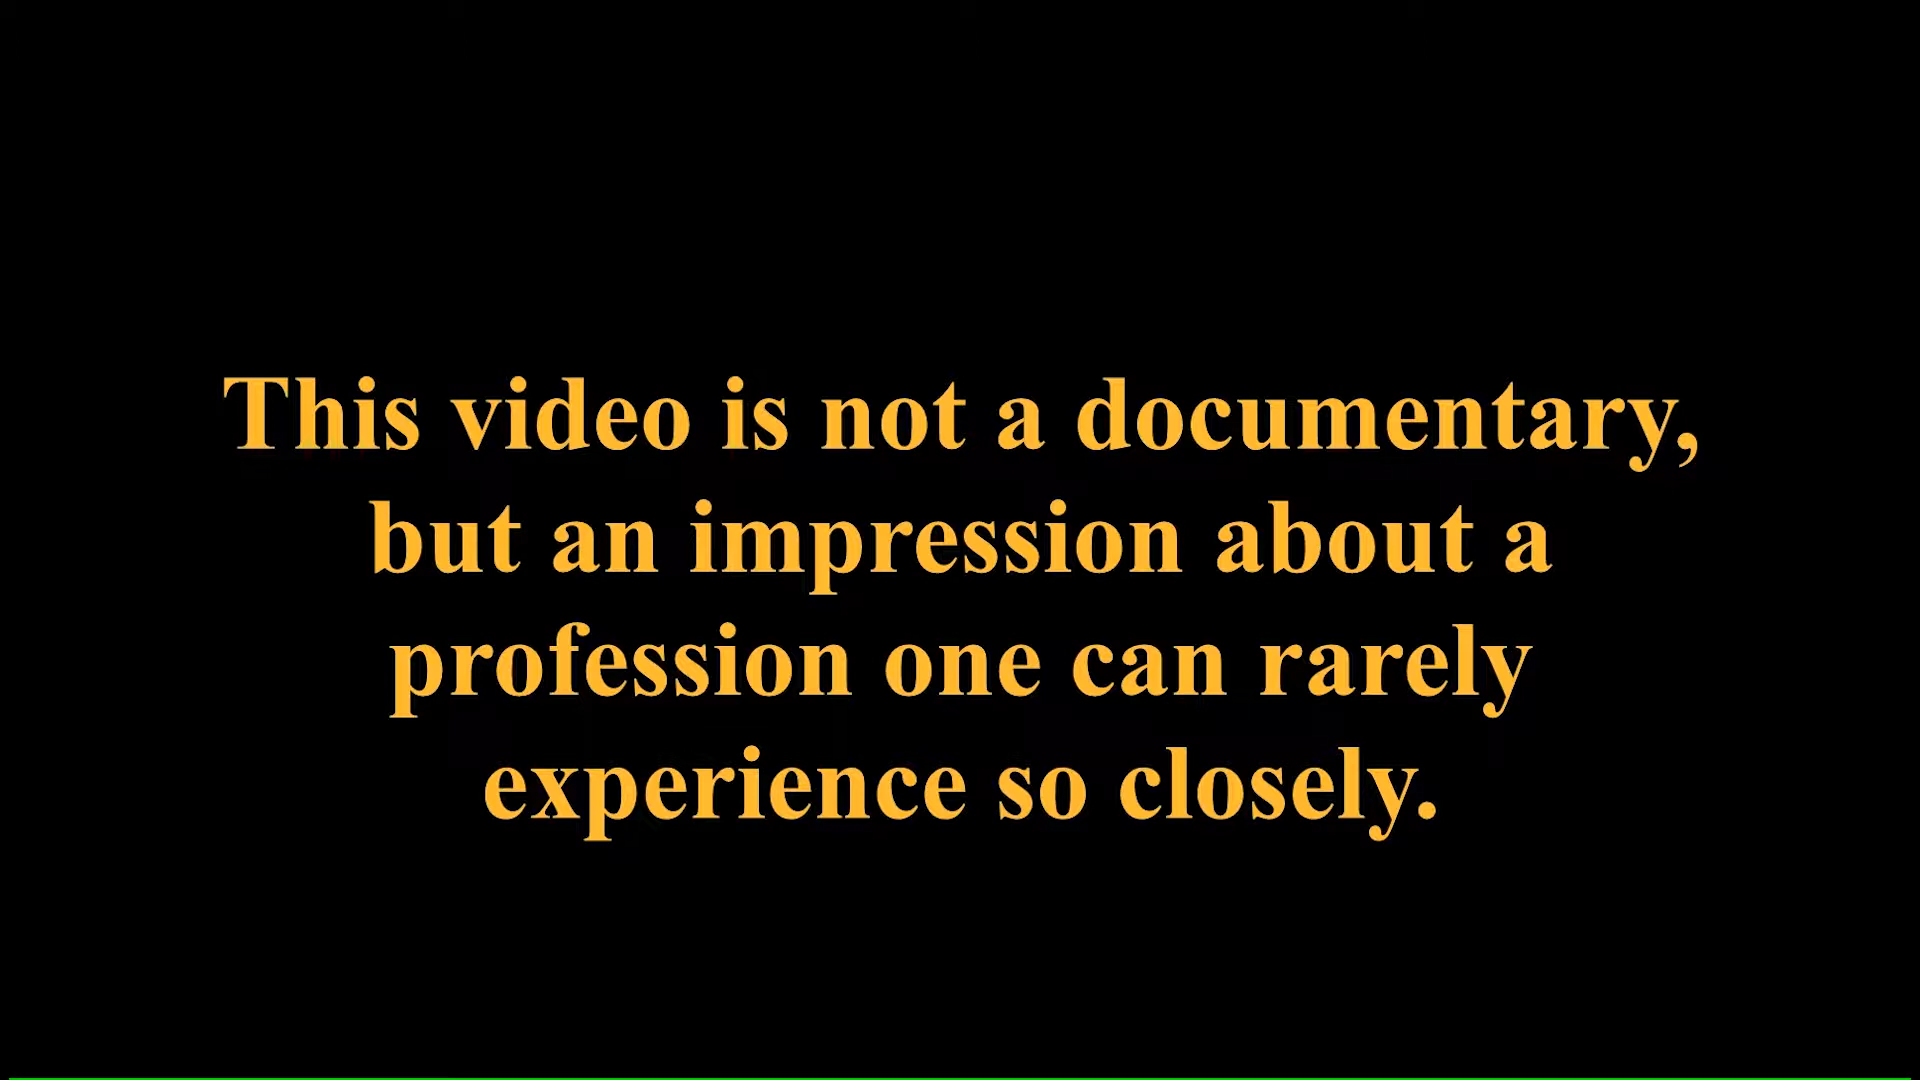 This video is not a documentary,
but an impression about a
profession one can rarely
experience so closely.